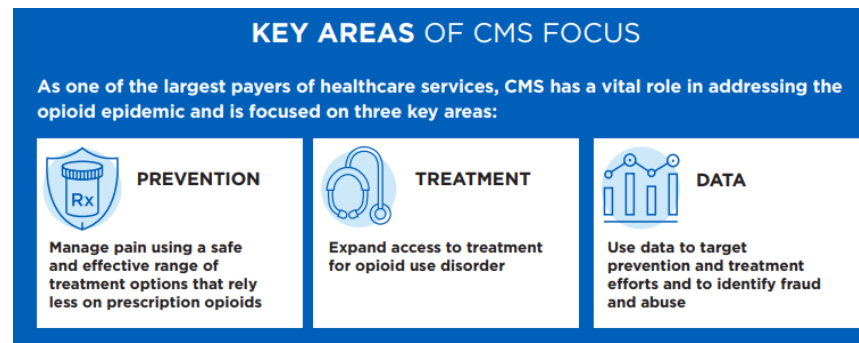 KEY AREAS OF CMS FOCUS
As one of the largest payers of healthcare services, CMS has a vital role in addressing the
opioid epidemic and is focused on three key areas:
Rx
PREVENTION
Manage pain using a safe
and effective range of
treatment options that rely
less on prescription opioids
TREATMENT
Expand access to treatment
for opioid use disorder
DATA
Use data to target
prevention and treatment
efforts and to identify fraud
and abuse